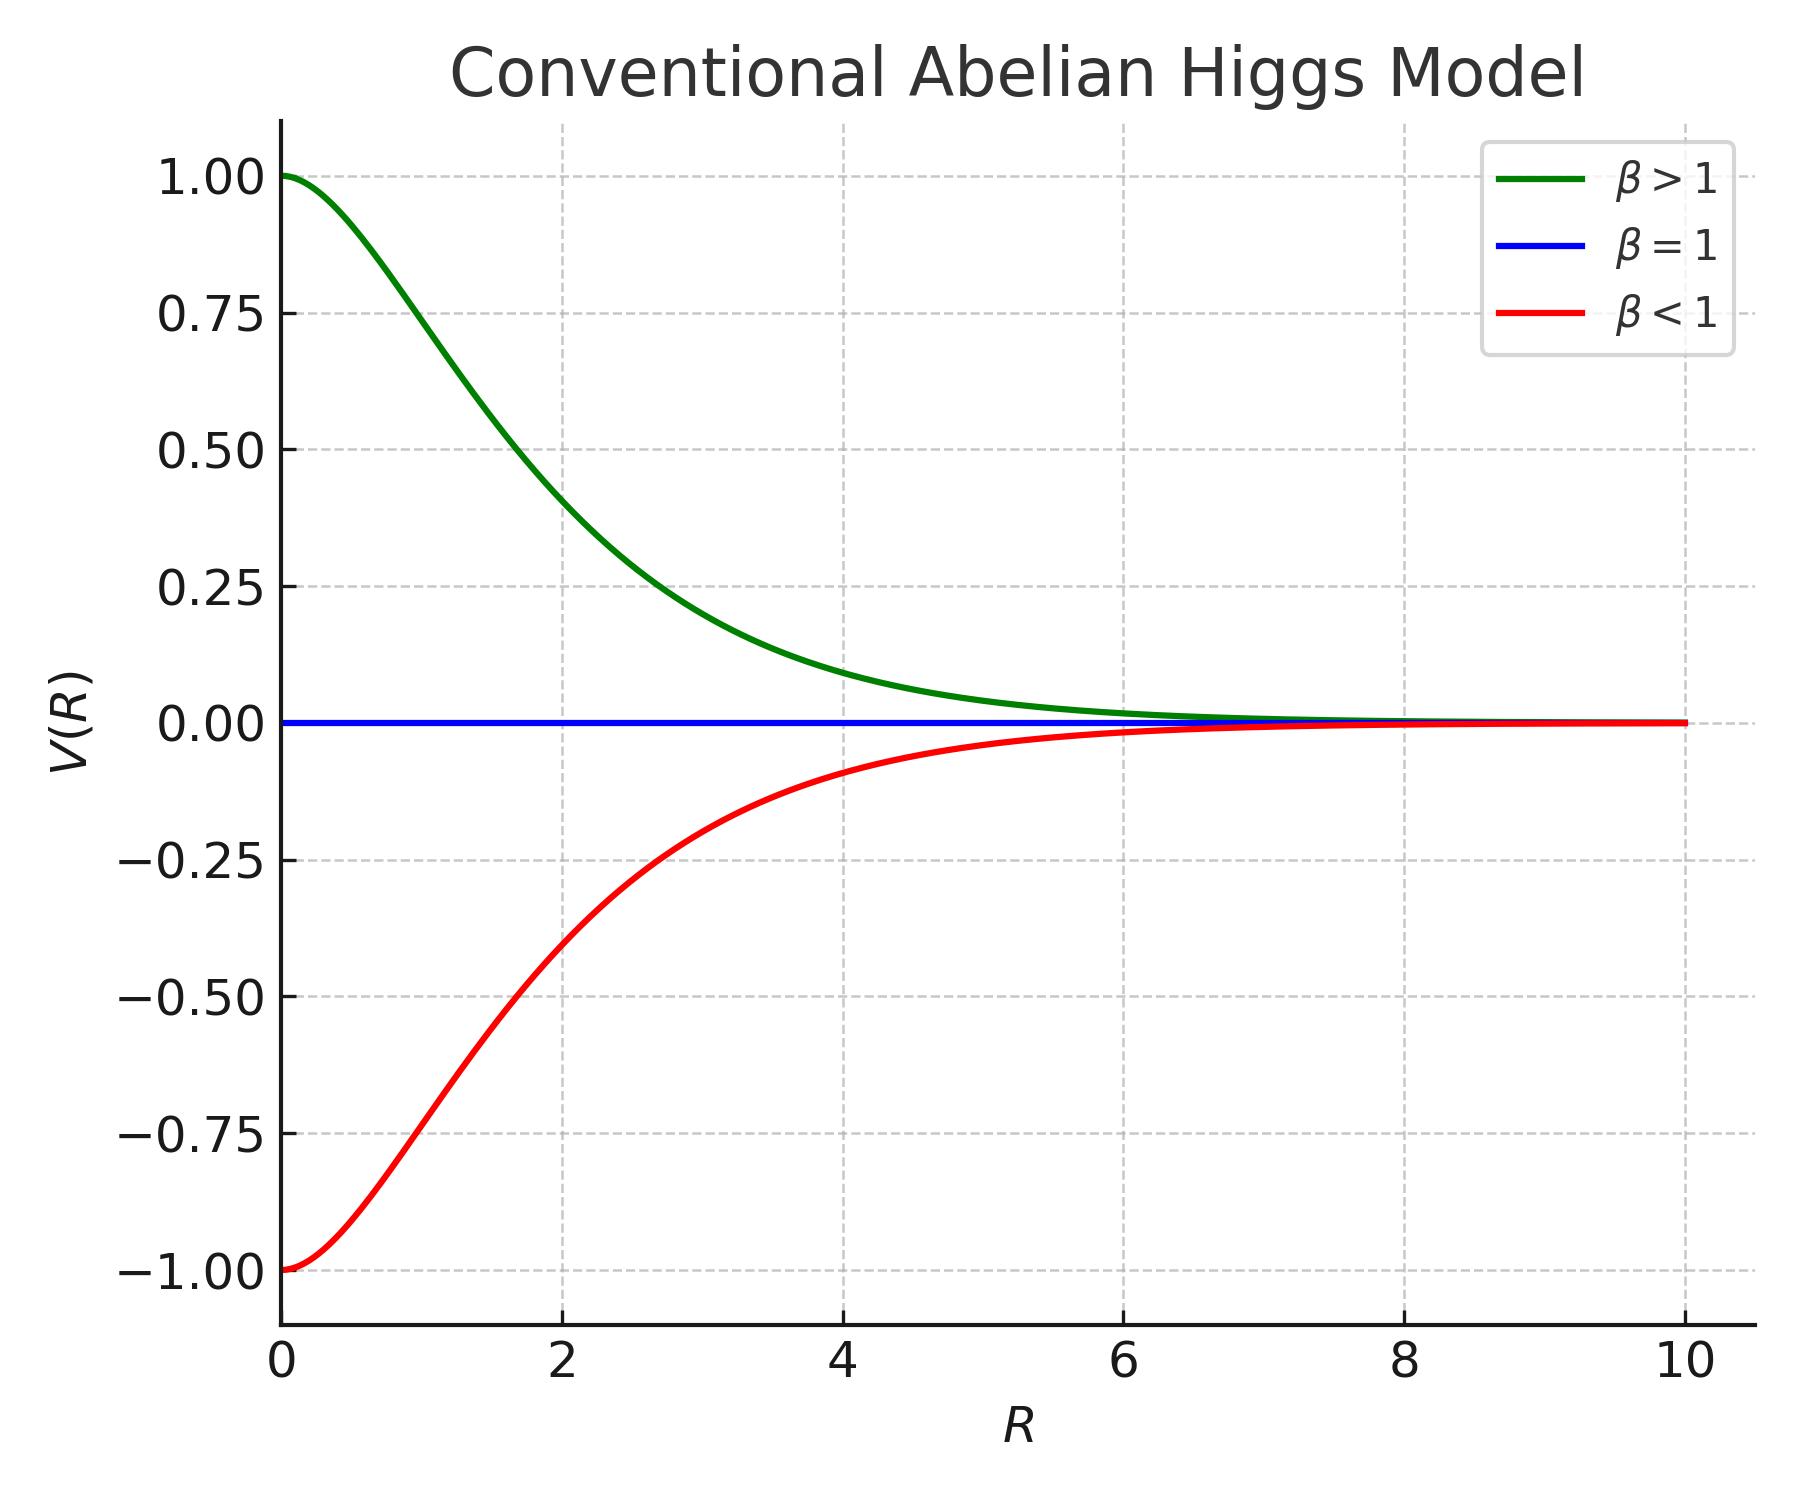 Conventional Abelian Higgs Model
β > 1
β = 1
β < 1
1.00
0.75
0.50
0.25
0.00
−0.25
−0.50
−0.75
−1.00
V(R)
0 2 4 6 8 10
R